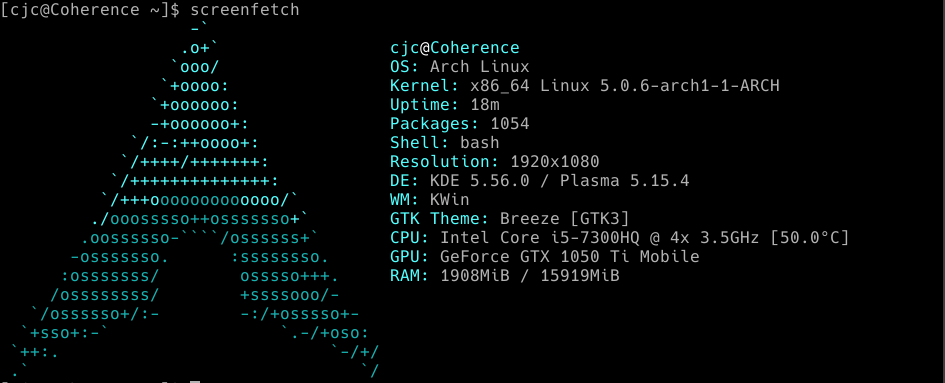 [cjc@Coherence ~]$ screenfetch
                   -`
                  .o+`                 cjc@Coherence
                 `ooo/                 OS: Arch Linux
                `+oooo:                Kernel: x86_64 Linux 5.0.6-arch1-1-ARCH
               `+oooooo:               Uptime: 18m
               -+oooooo+:              Packages: 1054
             `/:-:++oooo+:             Shell: bash
            `/++++/+++++++:            Resolution: 1920x1080
           `/++++++++++++++:           DE: KDE 5.56.0 / Plasma 5.15.4
          `/+++ooooooooooooo/`         WM: KWin
         ./ooosssso++osssssso+`        GTK Theme: Breeze [GTK3]
        .oossssso-````/ossssss+`       CPU: Intel Core i5-7300HQ @ 4x 3.5GHz [50.0°C]
       -osssssso.      :ssssssso.      GPU: GeForce GTX 1050 Ti Mobile
      :osssssss/        osssso+++.     RAM: 1908MiB / 15919MiB
     /ossssssss/        +ssssooo/-
   `/ossssso+/:-        -:/+osssso+-
  `+sso+:-`                 `.-/+oso:
 `++:.                           `-/+/
 .`                                 `/